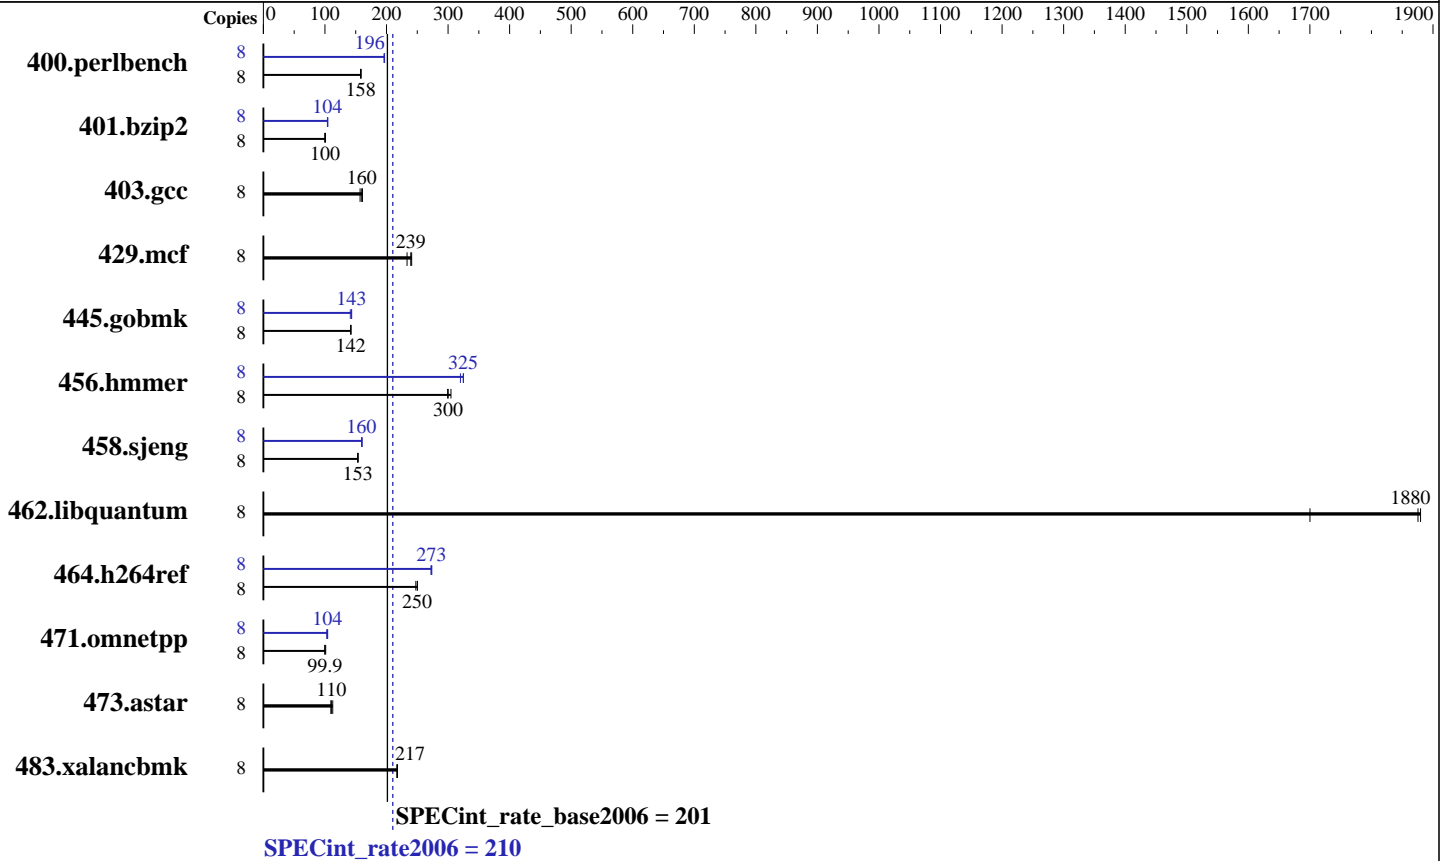 Copies 0 100 200 300 400 500 600 700 800 900 1000 1100 1200 1300 1400 1500 1600 1700 1900
400.perlbench 8 196
8 158
401.bzip2 8 104
8 100
403.gcc 8 160
429.mcf 8 239
445.gobmk 8 143
8 142
456.hmmer 8 325
8 300
458.sjeng 8 160
8 153
462.libquantum 8 1880
464.h264ref 8 273
8 250
471.omnetpp 8 104
8 99.9
473.astar 8 110
483.xalancbmk 8 217
SPECint_rate_base2006 = 201
SPECint_rate2006 = 210